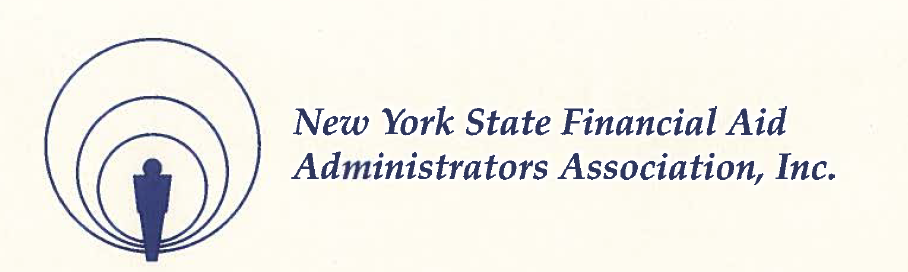 New York State Financial Aid
Administrators Association, Inc.